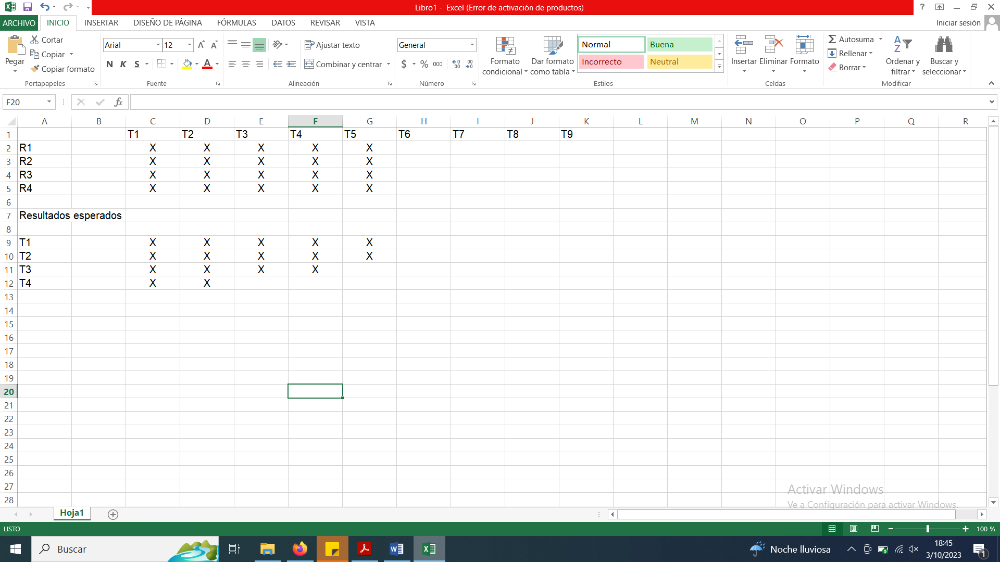 Libro1 -  Excel (Error de activación de productos)
?
ARCHIVO INICIO INSERTAR DISEÑO DE PÁGINA FÓRMULAS DATOS REVISAR VISTA Iniciar sesión
Pegar
Cortar
Copiar
Copiar formato
Portapapeles
Arial 12
N K S
Fuente
Ajustar texto
Combinar y centrar
Alineación
General
$ % 000
Número
Formato condicional
Dar formato como tabla
Normal Buena
Incorrecto Neutral
Estilos
Insertar Eliminar Formato
Celdas
Autosuma
Rellenar
Borrar
Ordenar y filtrar
Buscar y seleccionar
Modificar
F20 fx
A B C D E F G H I J K L M N O P Q R
1 T1 T2 T3 T4 T5 T6 T7 T8 T9
2 R1 X X X X X
3 R2 X X X X X
4 R3 X X X X X
5 R4 X X X X X
6
7 Resultados esperados
8
9 T1 X X X X X
10 T2 X X X X X
11 T3 X X X X
12 T4 X X
13
14
15
16
17
18
19
20
21
22
23
24
25
26
27
28
Activar Windows
Ve a Configuración para activar Windows.
Hoja1
LISTO 100 %
Buscar
Noche lluviosa
18:45
3/10/2023
1